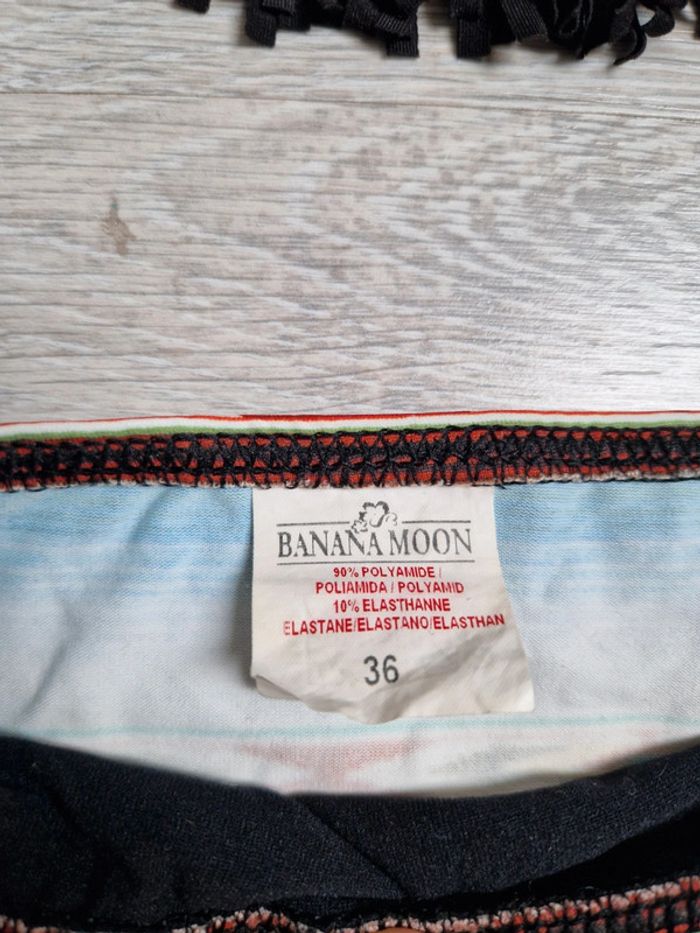 BANANA MOON
90% POLYAMIDE /
POLIAMIDA / POLYAMID
10% ELASTHANNE
ELASTANE/ELASTANO/ELASTHAN
36